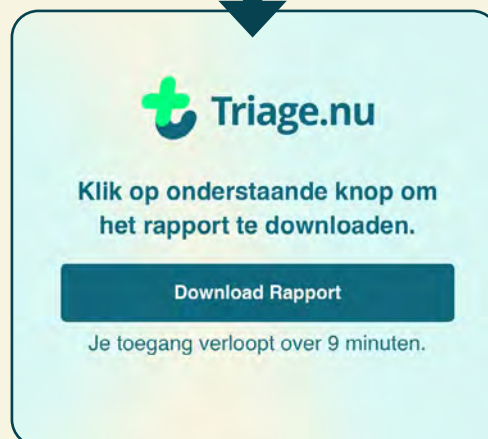 Triage.nu
Klik op onderstaande knop om
het rapport te downloaden.
Download Rapport
Je toegang verloopt over 9 minuten.